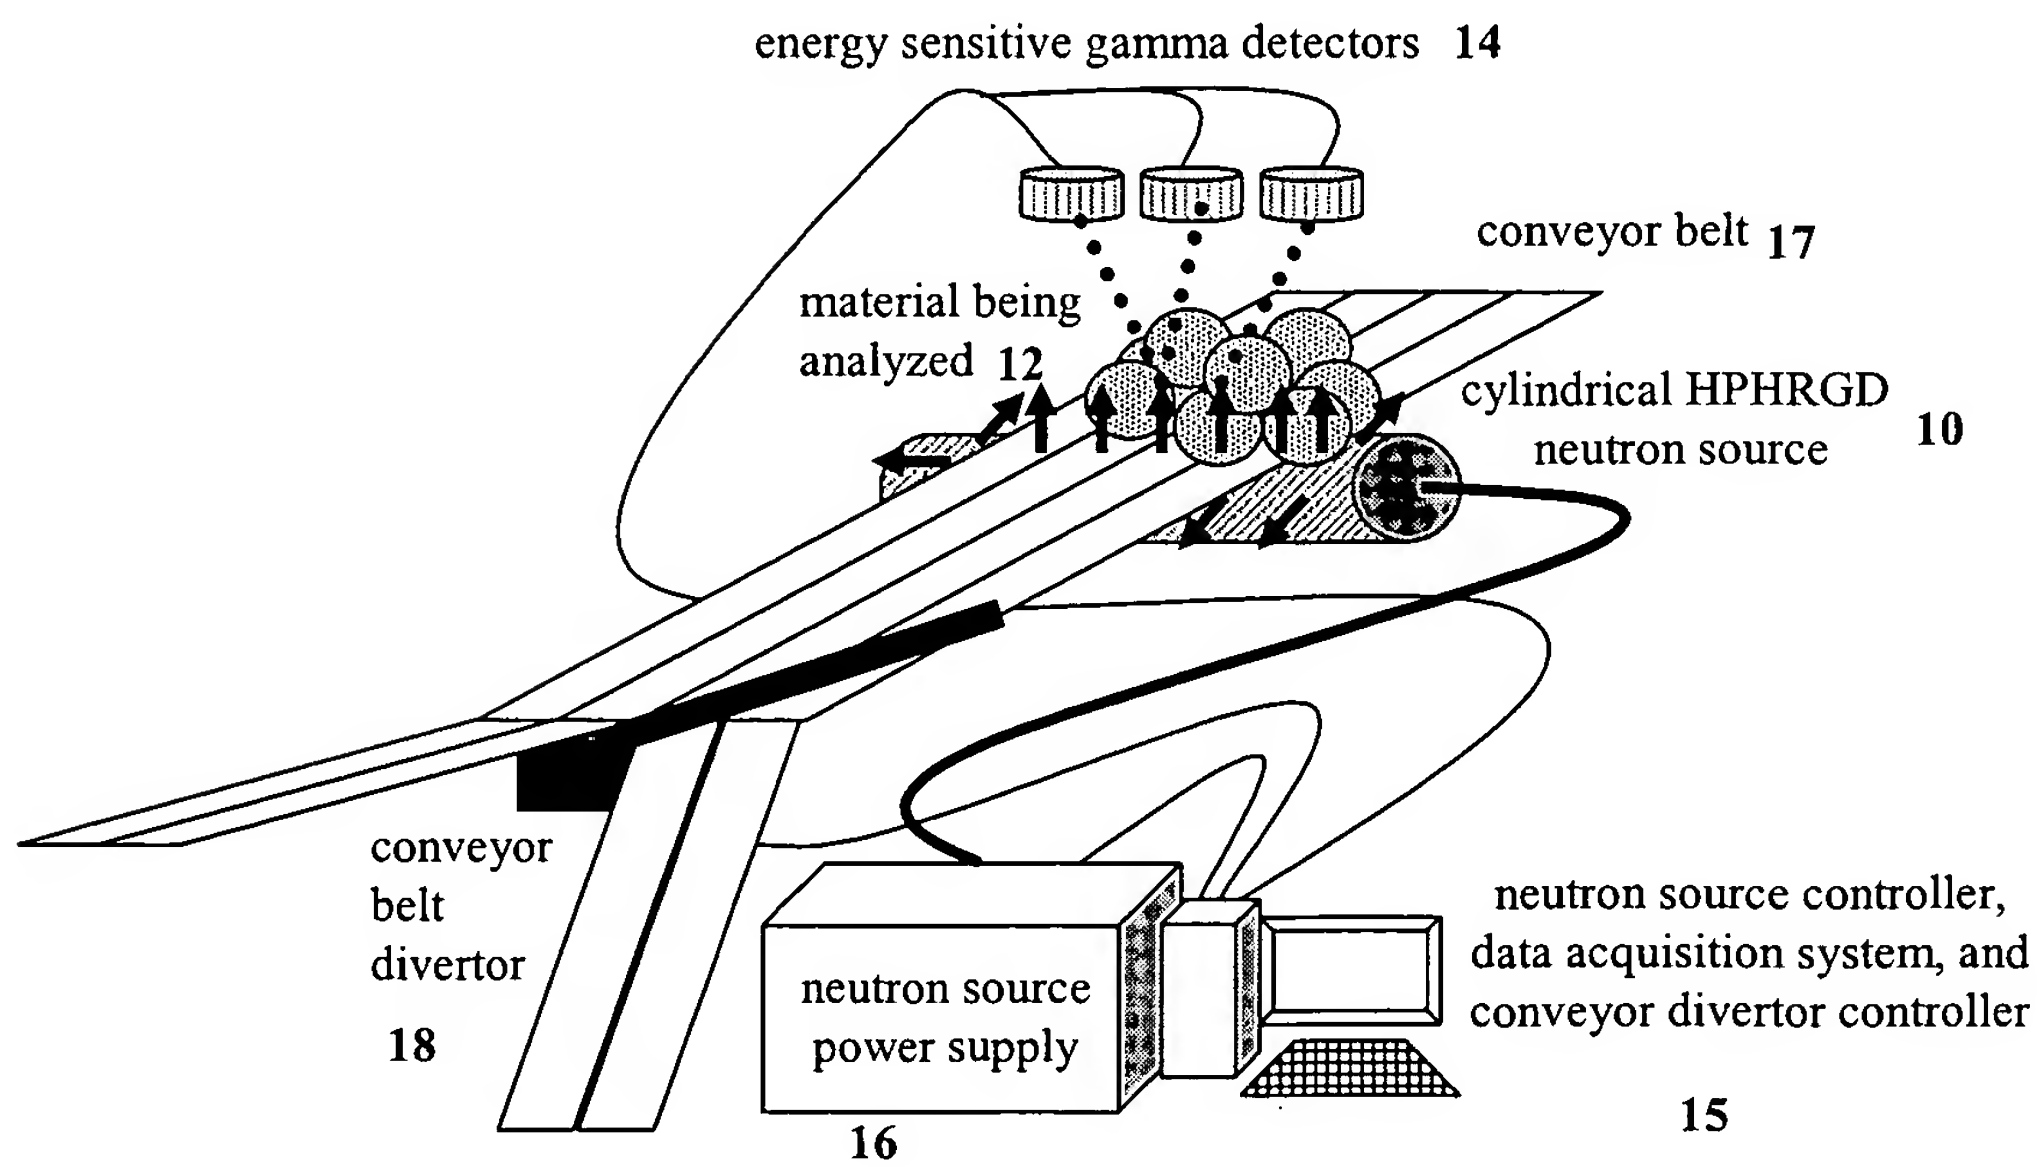 energy sensitive gamma detectors 14
conveyor belt 17
material being
analyzed 12
cylindrical HPHRGD
neutron source 10
conveyor
belt
divertor
18
neutron source
power supply
16
neutron source controller,
data acquisition system, and
conveyor divertor controller
15